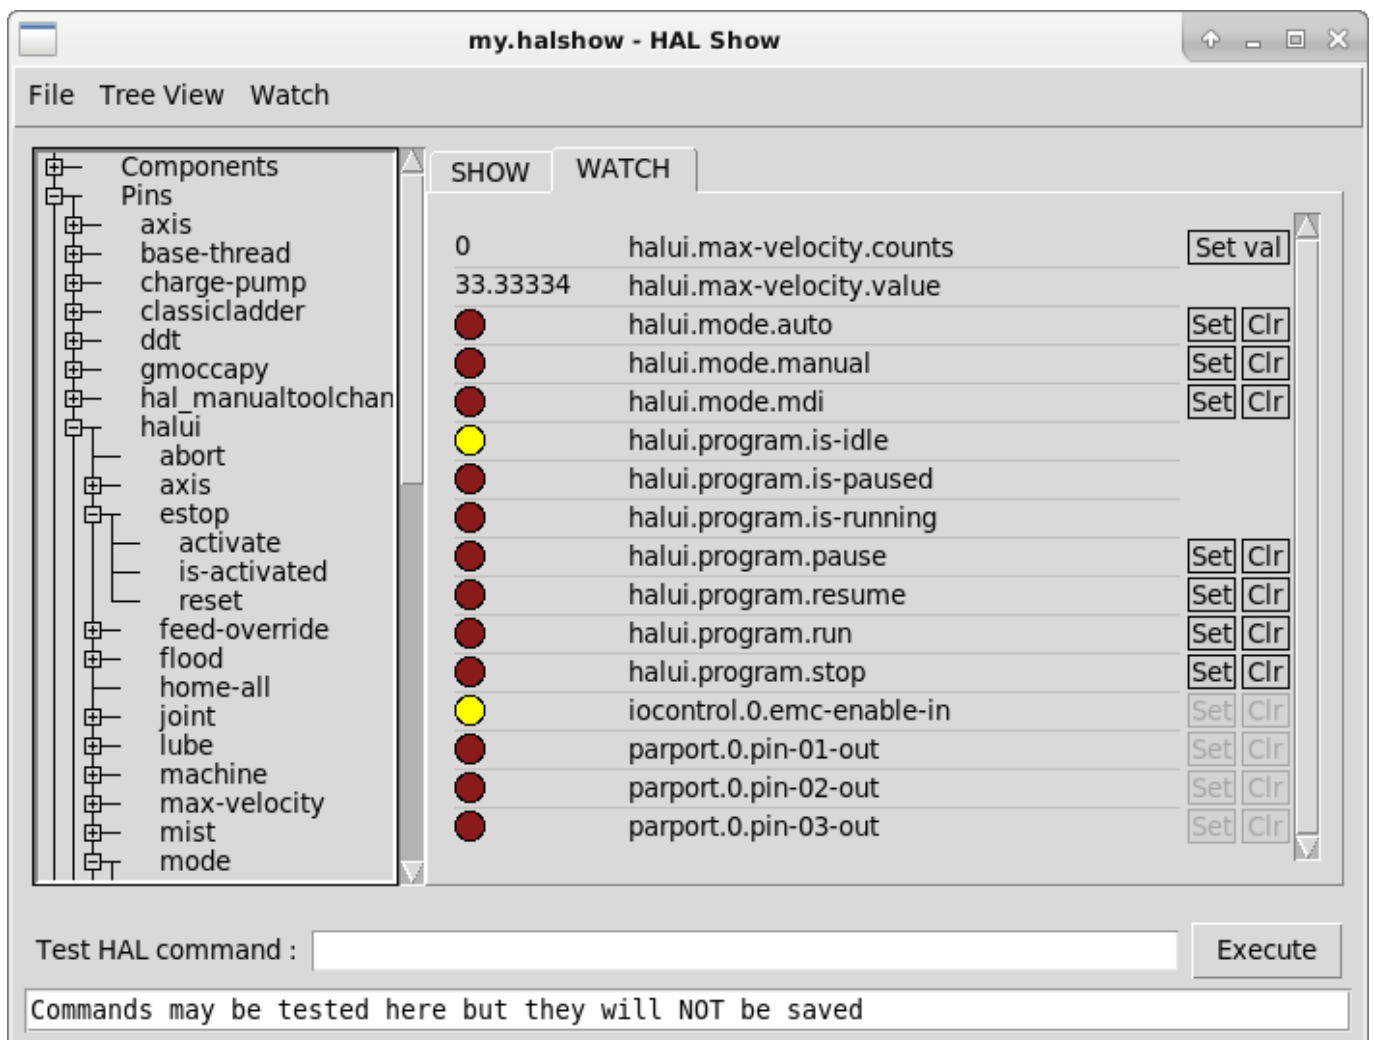 my.halshow - HAL Show
File Tree View Watch
Components
Pins
axis
base-thread
charge-pump
classicladder
ddt
gmoccapy
hal_manualtoolchan
halui
abort
axis
estop
activate
is-activated
reset
feed-override
flood
home-all
joint
lube
machine
max-velocity
mist
mode
SHOW WATCH
0 halui.max-velocity.counts Set val
33.33334 halui.max-velocity.value
halui.mode.auto Set Clr
halui.mode.manual Set Clr
halui.mode.mdi Set Clr
halui.program.is-idle
halui.program.is-paused
halui.program.is-running
halui.program.pause Set Clr
halui.program.resume Set Clr
halui.program.run Set Clr
halui.program.stop Set Clr
iocontrol.0.emc-enable-in Set Clr
parport.0.pin-01-out Set Clr
parport.0.pin-02-out Set Clr
parport.0.pin-03-out Set Clr
Test HAL command : Execute
Commands may be tested here but they will NOT be saved